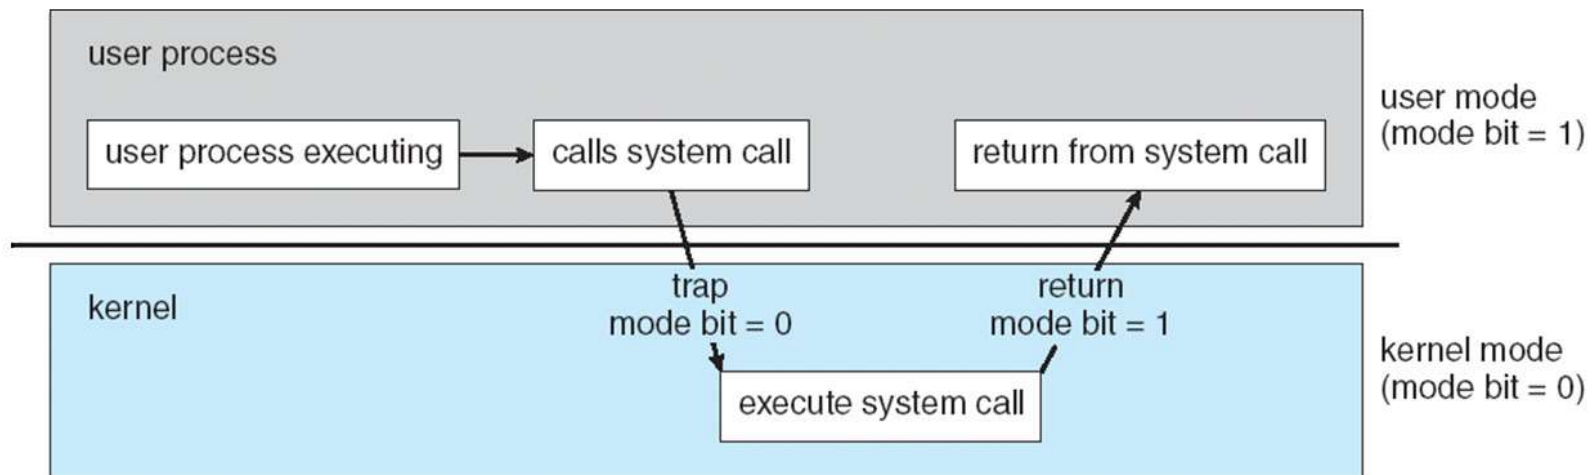 user process
user process executing
calls system call
return from system call
user mode
(mode bit = 1)
kernel
trap
mode bit = 0
return
mode bit = 1
execute system call
kernel mode
(mode bit = 0)